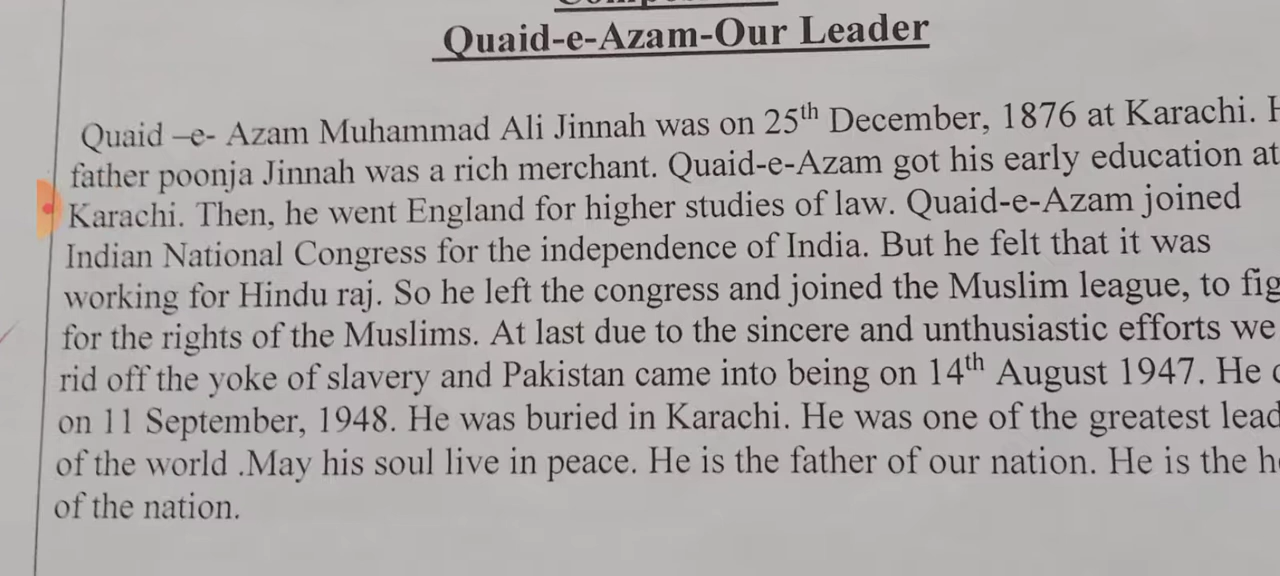 Quaid-e-Azam-Our Leader
Quaid –e- Azam Muhammad Ali Jinnah was on 25th December, 1876 at Karachi.
father poonja Jinnah was a rich merchant. Quaid-e-Azam got his early education at
Karachi. Then, he went England for higher studies of law. Quaid-e-Azam joined
Indian National Congress for the independence of India. But he felt that it was
working for Hindu raj. So he left the congress and joined the Muslim league, to
for the rights of the Muslims. At last due to the sincere and unthusiastic efforts we
rid off the yoke of slavery and Pakistan came into being on 14th August 1947. He
on 11 September, 1948. He was buried in Karachi. He was one of the greatest
of the world .May his soul live in peace. He is the father of our nation. He is the
of the nation.